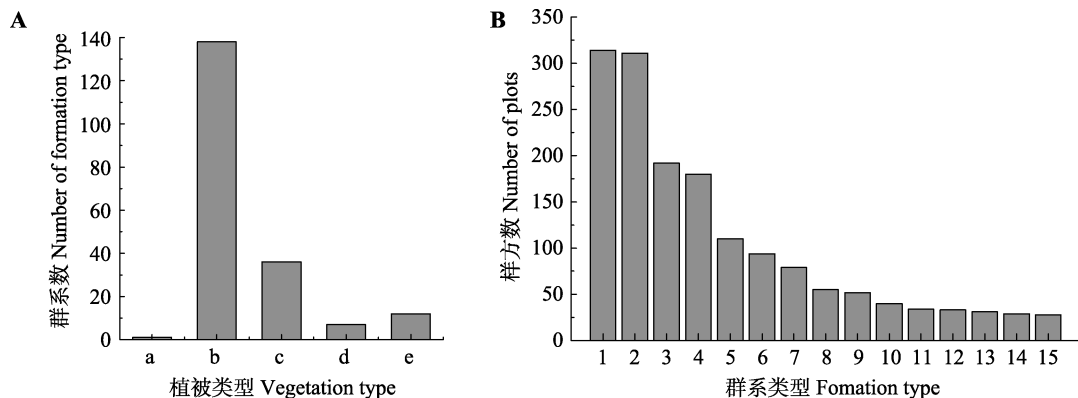 A
群系数 Number of formation type
140
120
100
80
60
40
20
0
a b c d e
植被类型 Vegetation type
B
样方数 Number of plots
350
300
250
200
150
100
50
0
1 2 3 4 5 6 7 8 9 10 11 12 13 14 15
群系类型 Fomation type